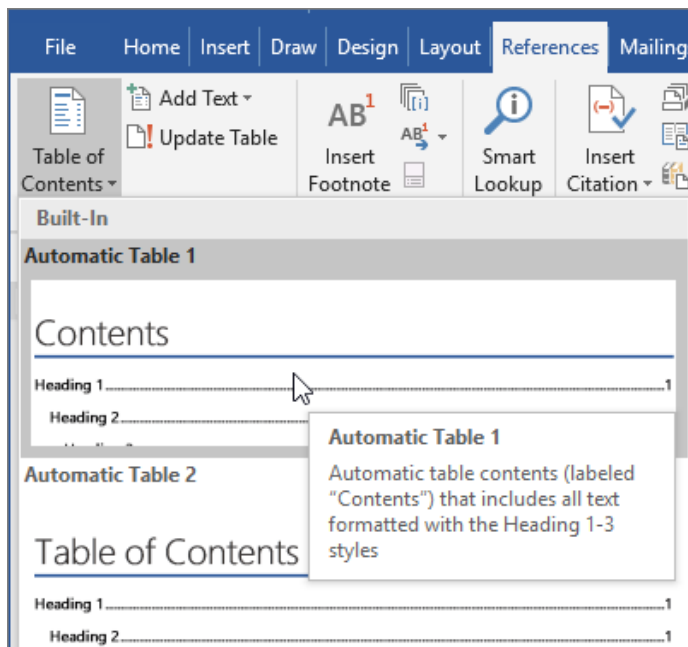 File Home Insert Draw Design Layout References Mailing
Add Text
Update Table
Table of
Contents
AB1
[i]
AB1
Insert
Footnote
Smart
Lookup
(-)
Insert
Citation
Built-In
Automatic Table 1
Contents
Heading 1 1
Heading 2
Automatic Table 1
Automatic table contents (labeled
“Contents”) that includes all text
formatted with the Heading 1-3
styles
Automatic Table 2
Table of Contents
Heading 1 1
Heading 2 1